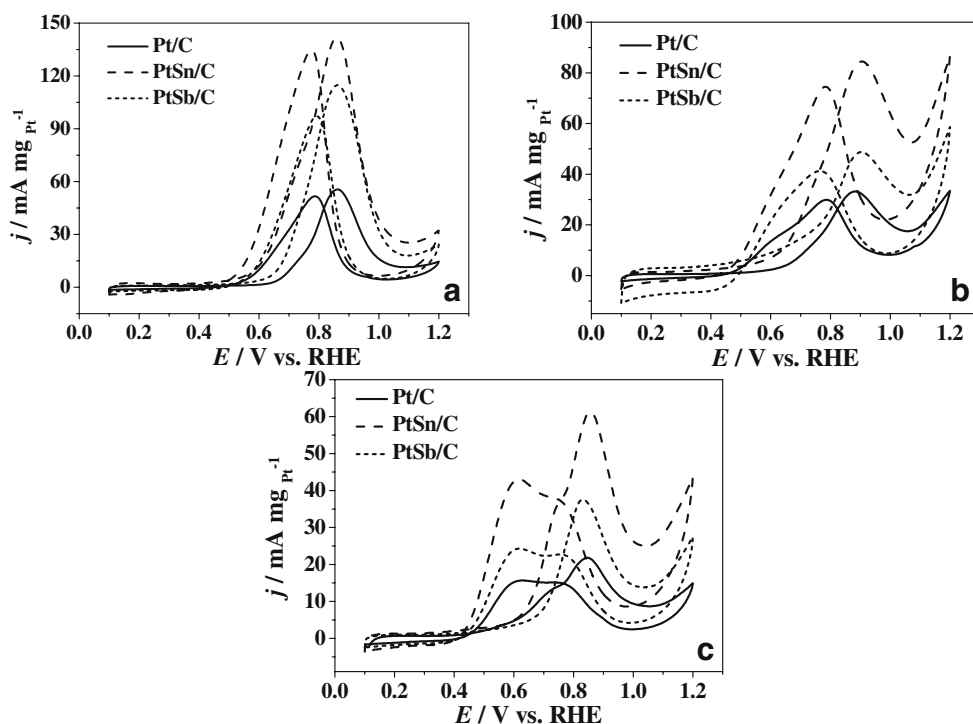 150
120
90
60
30
0
j / mA mg Pt -1
Pt/C
PtSn/C
PtSb/C
0.0 0.2 0.4 0.6 0.8 1.0 1.2
E / V vs. RHE
a
100
80
60
40
20
0
j / mA mg Pt -1
Pt/C
PtSn/C
PtSb/C
0.0 0.2 0.4 0.6 0.8 1.0 1.2
E / V vs. RHE
b
70
60
50
40
30
20
10
0
j / mA mg Pt -1
Pt/C
PtSn/C
PtSb/C
0.0 0.2 0.4 0.6 0.8 1.0 1.2
E / V vs. RHE
c